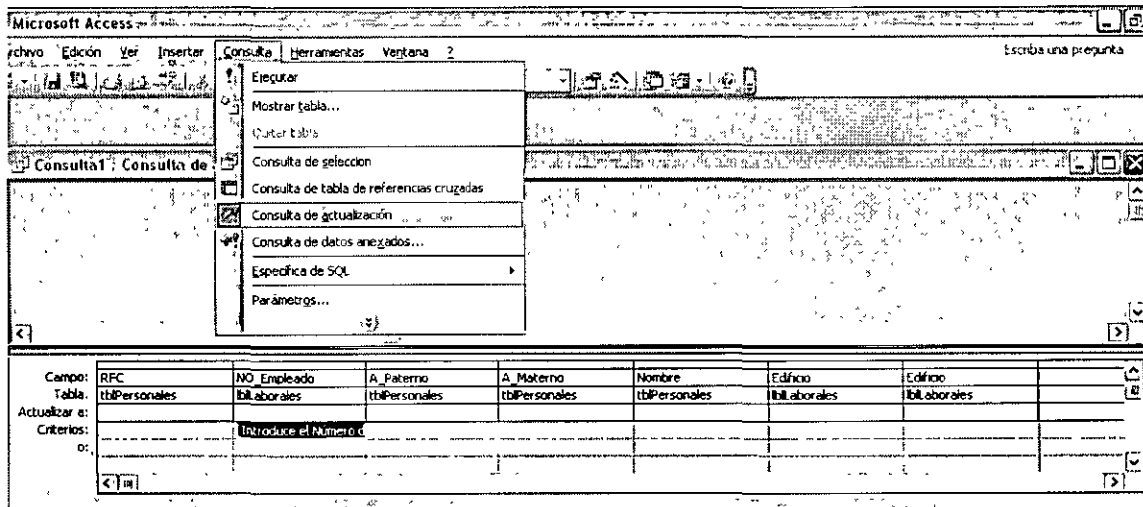 Microsoft Access
rchivo Edición Ver Insertar Consulta Herramientas Ventana ?
Escriba una pregunta
Ejecutar
Mostrar tabla...
Quitar tabla
Consulta1 : Consulta de
Consulta de seleccion
Consulta de tabla de referencias cruzadas
Consulta de actualización
Consulta de datos anexados...
Específica de SQL
Parámetros...
Campo: RFC NO_Empleado A_Paterno A_Materno Nombre Edificio Edificio
Tabla. tblPersonales tblLaborales tblPersonales tblPersonales tblPersonales tblLaborales tblLaborales
Actualizar a:
Criterios: Introduce el Número d
o: